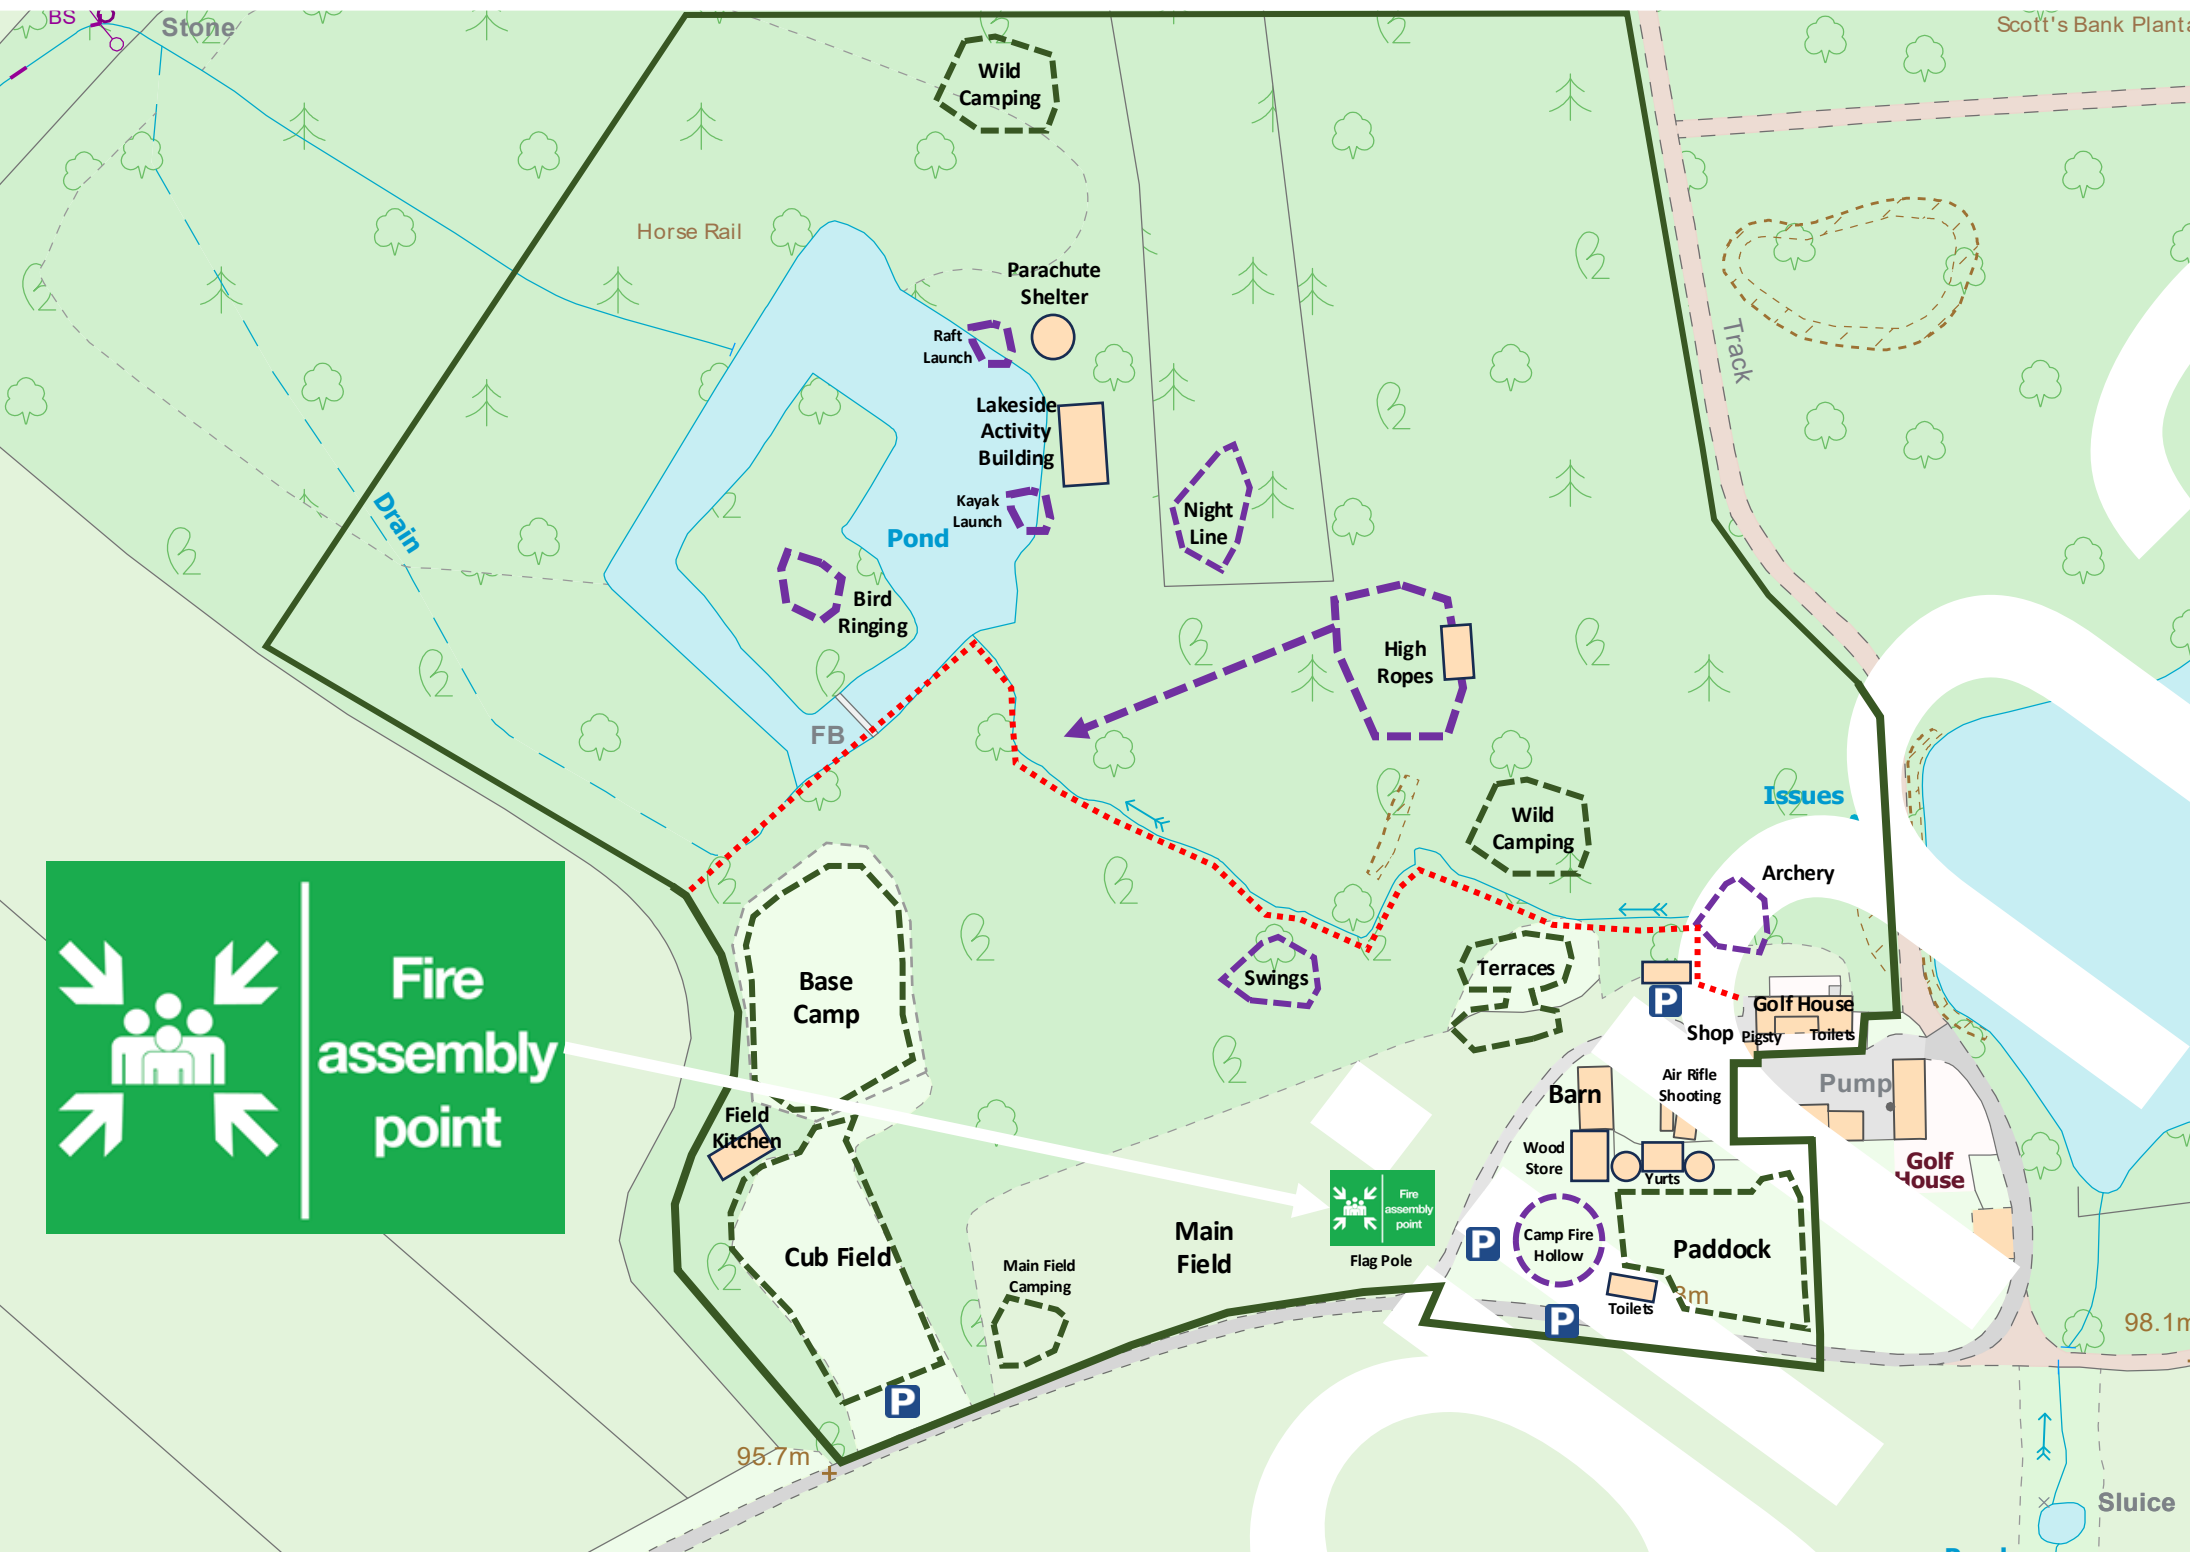 BS
Stone
Scott's Bank Planta
Wild
Camping
Horse Rail
Parachute
Shelter
Raft
Launch
Track
Lakeside
Activity
Building
Kayak
Launch
Drain
Pond
Night
Line
Bird
Ringing
High
Ropes
FB
Wild
Camping
Issues
Archery
Fire
assembly
point
Base
Camp
Swings
Terraces
P
Golf House
Shop
Pigsty
Toilets
Air Rifle
Shooting
Pump
Barn
Field
Kitchen
Wood
Store
Yurts
Golf
House
Fire
assembly
point
Flag Pole
Main
Field
P
Camp Fire
Hollow
Paddock
Cub Field
Main Field
Camping
Toilets
3m
P
98.1m
P
95.7m
Sluice